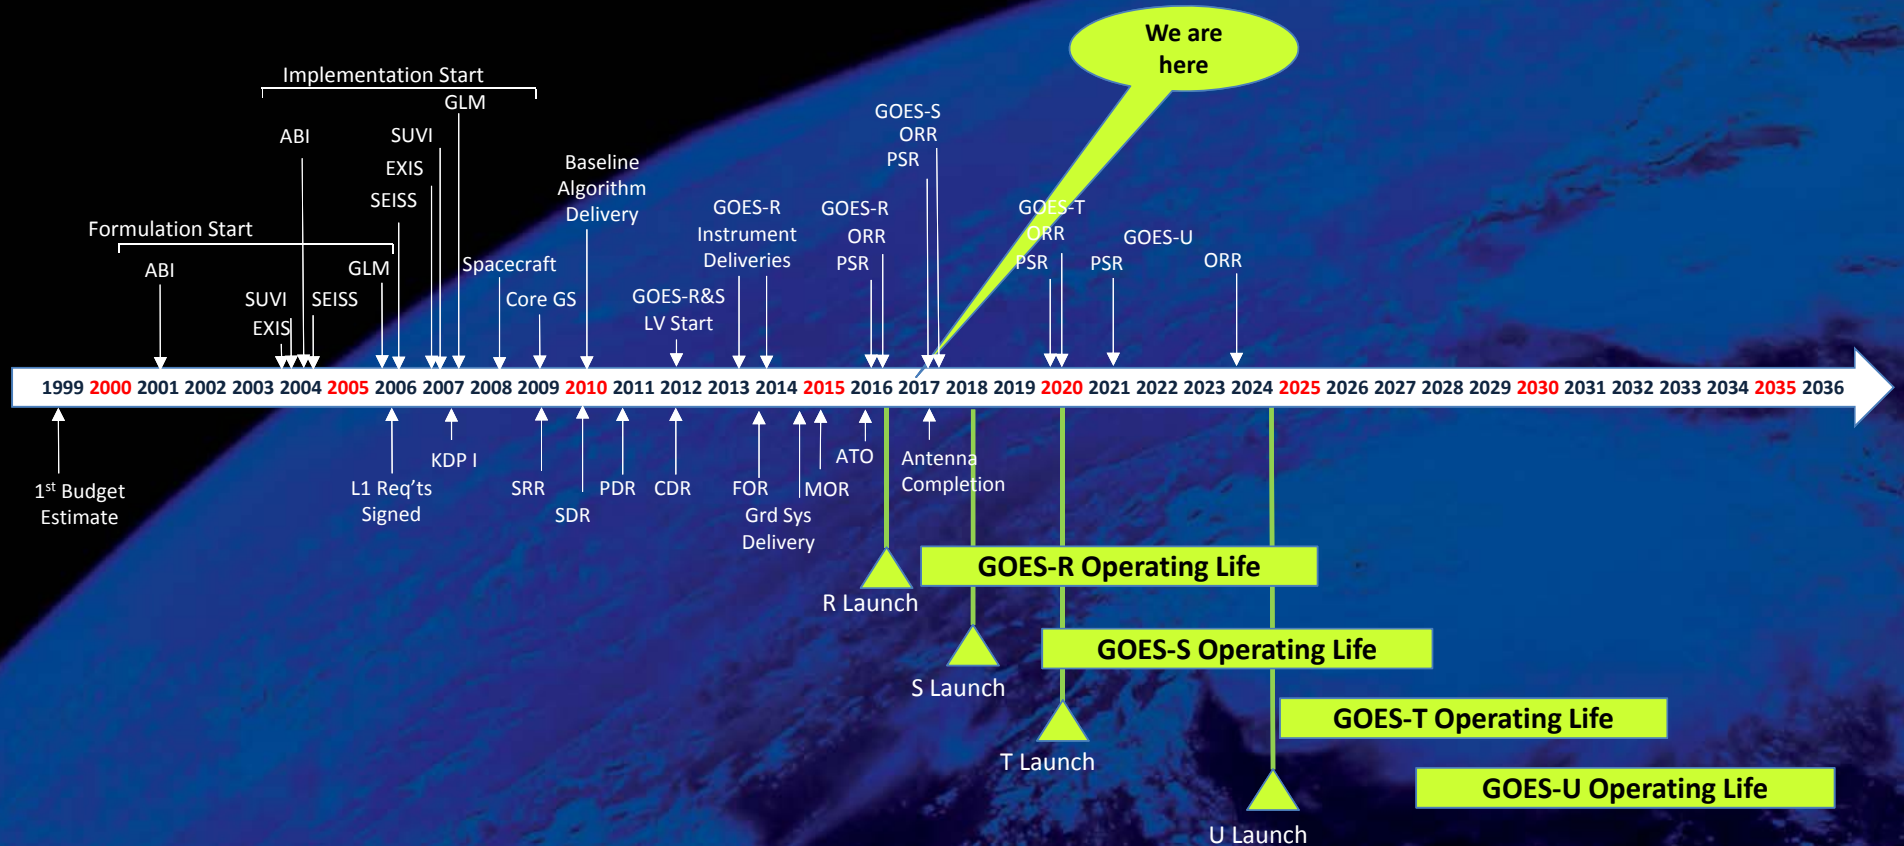 We are
here
Implementation Start
GLM
ABI
SUVI
EXIS
SEISS
Formulation Start
ABI
GLM
SUVI
EXIS
SEISS
Spacecraft
Core GS
Baseline
Algorithm
Delivery
GOES-R&S
LV Start
GOES-R
Instrument
Deliveries
GOES-R
ORR
PSR
GOES-S
ORR
PSR
GOES-T
ORR
PSR
GOES-U
PSR
ORR
1999 2000 2001 2002 2003 2004 2005 2006 2007 2008 2009 2010 2011 2012 2013 2014 2015 2016 2017 2018 2019 2020 2021 2022 2023 2024 2025 2026 2027 2028 2029 2030 2031 2032 2033 2034 2035 2036
1st Budget
Estimate
L1 Req'ts
Signed
KDP I
SRR
SDR
PDR
CDR
FOR
Grd Sys
Delivery
MOR
ATO
Antenna
Completion
GOES-R Operating Life
R Launch
GOES-S Operating Life
S Launch
GOES-T Operating Life
T Launch
GOES-U Operating Life
U Launch